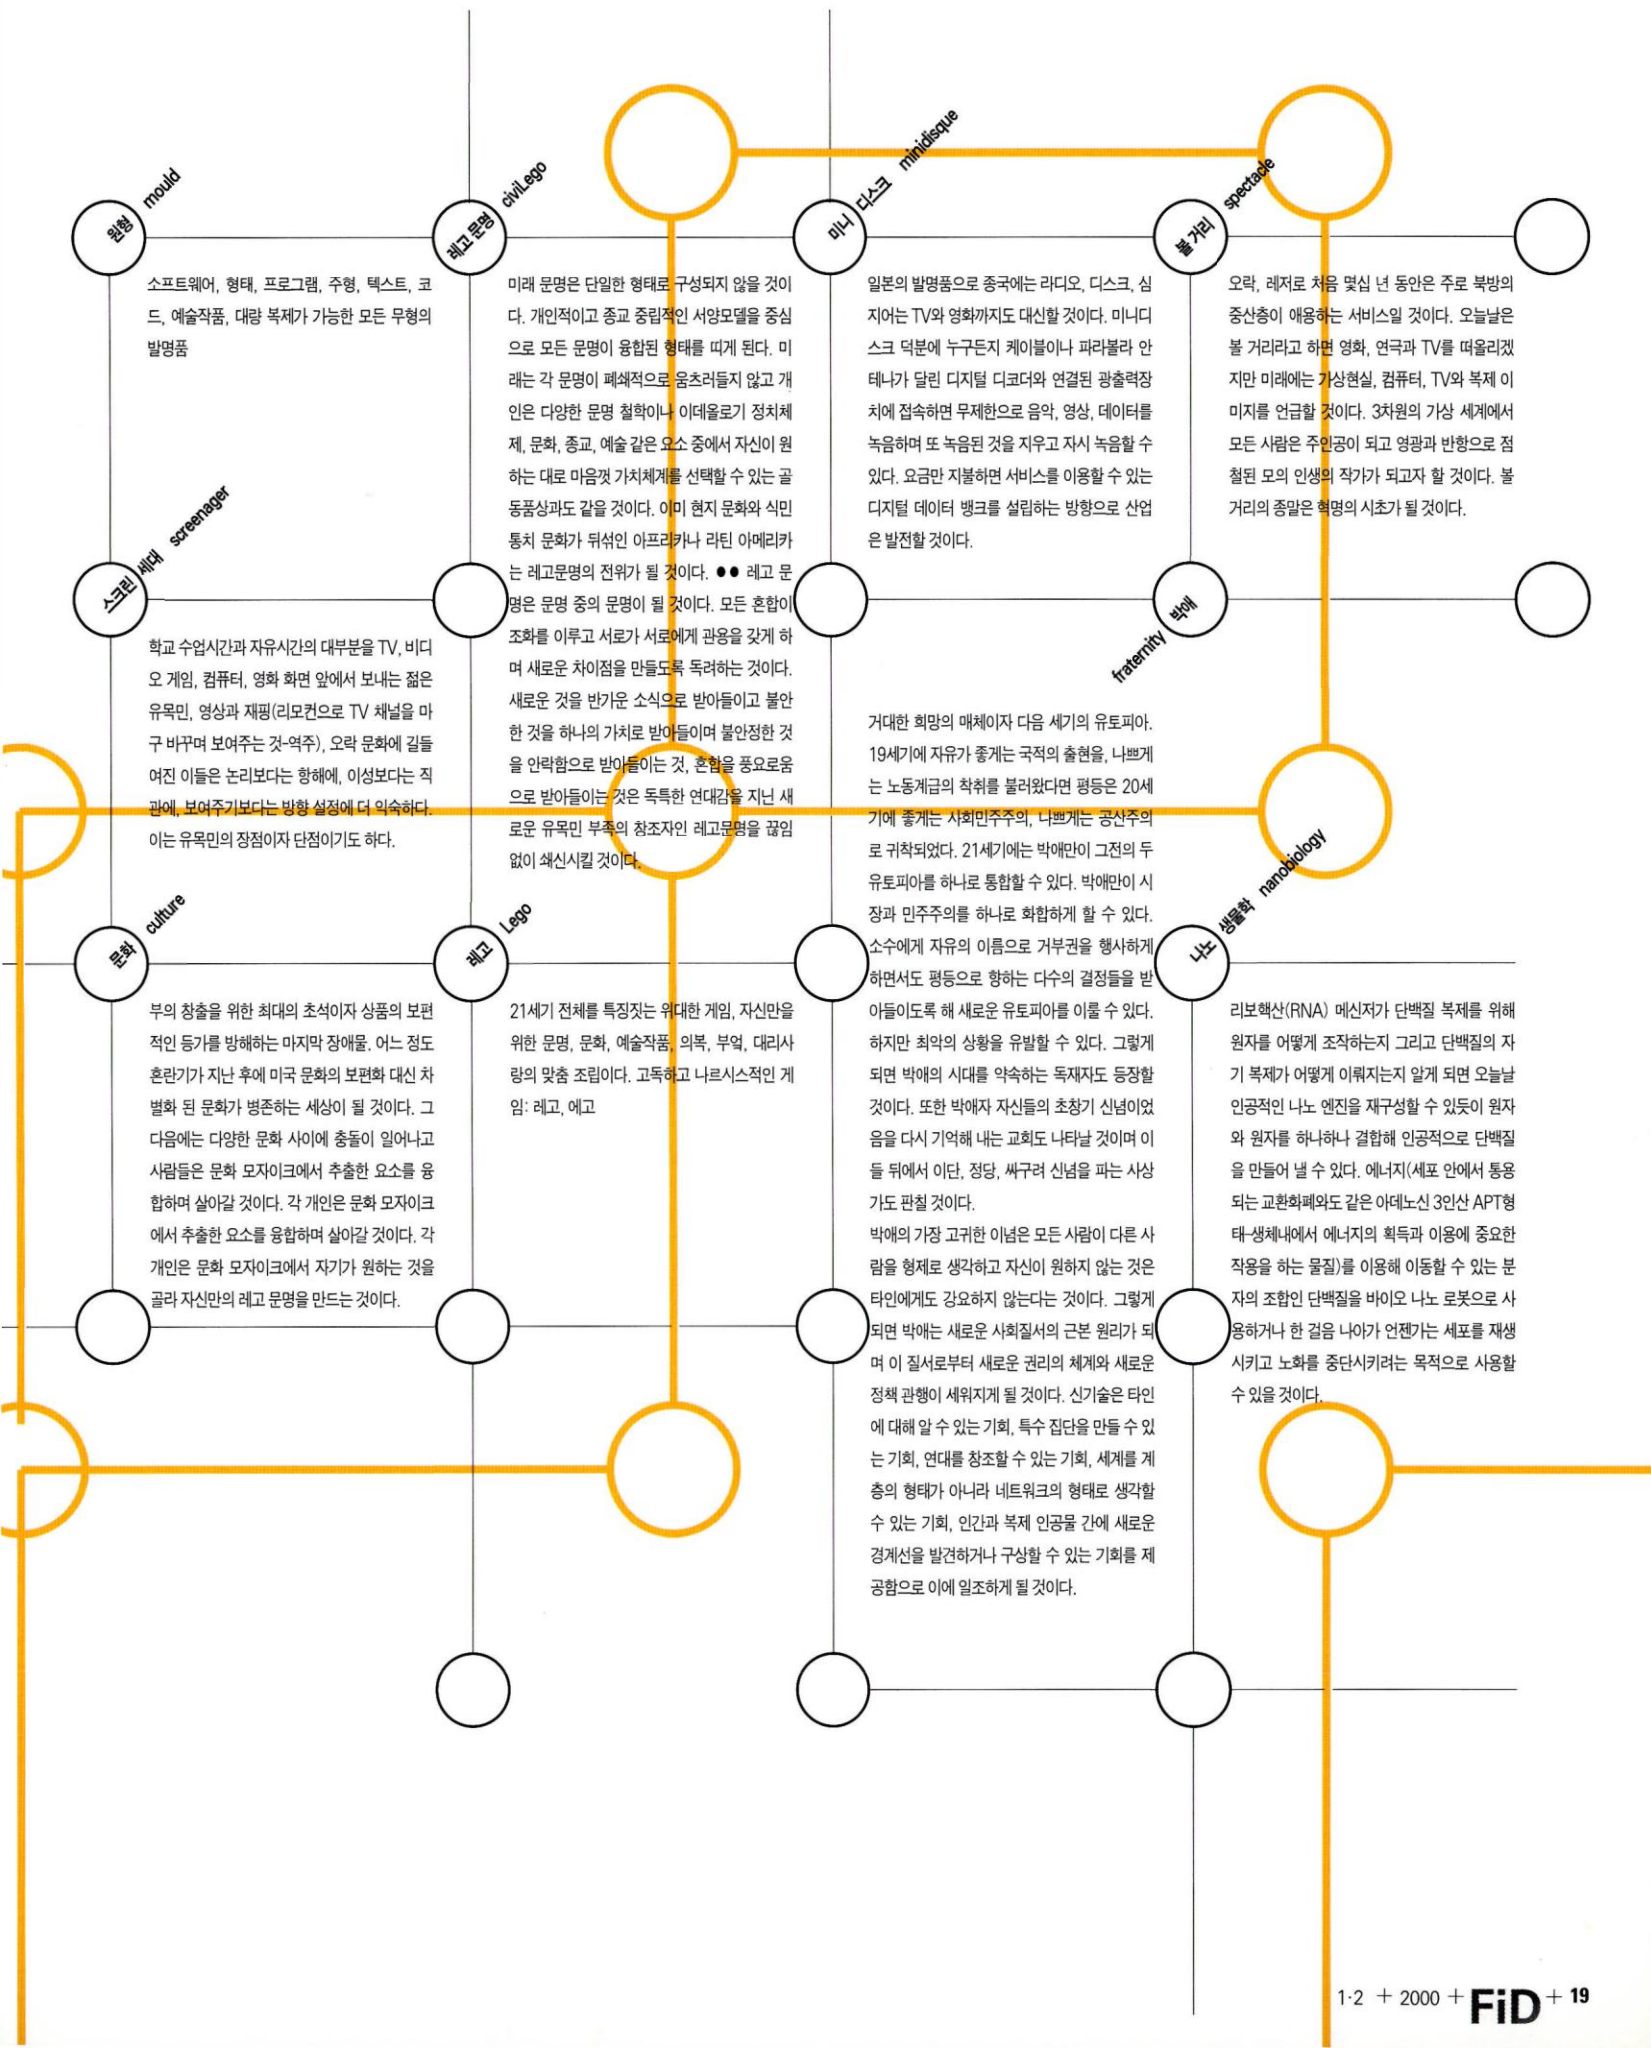 원형 mould
소프트웨어, 형태, 프로그램, 주형, 텍스트, 코
드, 예술작품, 대량 복제가 가능한 모든 무형의
발명품
스크린 세대 screenager
학교 수업시간과 자유시간의 대부분을 TV, 비디
오 게임, 컴퓨터, 영화 화면 앞에서 보내는 젊은
유목민, 영상과 재핑(리모컨으로 TV 채널을 마
구 바꾸며 보여주는 것-역주), 오락 문화에 길들
여진 이들은 논리보다는 항해에, 이성보다는 직
관에, 보여주기보다는 방향 설정에 더 익숙하다.
이는 유목민의 장점이자 단점이기도 하다.
문화 culture
부의 창출을 위한 최대의 초석이자 상품의 보편
적인 등가를 방해하는 마지막 장애물. 어느 정도
혼란기가 지난 후에 미국 문화의 보편화 대신 차
별화 된 문화가 병존하는 세상이 될 것이다. 그
다음에는 다양한 문화 사이에 충돌이 일어나고
사람들은 문화 모자이크에서 추출한 요소를 융
합하며 살아갈 것이다. 각 개인은 문화 모자이크
에서 추출한 요소를 융합하며 살아갈 것이다. 각
개인은 문화 모자이크에서 자기가 원하는 것을
골라 자신만의 레고 문명을 만드는 것이다.
레고 문명 civiLego
미래 문명은 단일한 형태로 구성되지 않을 것이
다. 개인적이고 종교 중립적인 서양모델을 중심
으로 모든 문명이 융합된 형태를 띠게 된다. 미
래는 각 문명이 폐쇄적으로 움츠러들지 않고 개
인은 다양한 문명 철학이나 이데올로기 정치체
제, 문화, 종교, 예술 같은 요소 중에서 자신이 원
하는 대로 마음껏 가치체계를 선택할 수 있는 골
동품상과도 같을 것이다. 이미 현지 문화와 식민
통치 문화가 뒤섞인 아프리카나 라틴 아메리카
는 레고문명의 전위가 될 것이다. ●● 레고 문
명은 문명 중의 문명이 될 것이다. 모든 혼합이
조화를 이루고 서로가 서로에게 관용을 갖게 하
며 새로운 차이점을 만들도록 독려하는 것이다.
새로운 것을 반가운 소식으로 받아들이고 불안
한 것을 하나의 가치로 받아들이며 불안정한 것
을 안락함으로 받아들이는 것, 혼합을 풍요로움
으로 받아들이는 것은 독특한 연대감을 지닌 새
로운 유목민 부족의 창조자인 레고문명을 끊임
없이 쇄신시킬 것이다.
레고 Lego
21세기 전체를 특징짓는 위대한 게임, 자신만을
위한 문명, 문화, 예술작품, 의복, 부엌, 대리사
랑의 맞춤 조립이다. 고독하고 나르시스적인 게
임: 레고, 에고
미니 디스크 minidisque
일본의 발명품으로 종국에는 라디오, 디스크, 심
지어는 TV와 영화까지도 대신할 것이다. 미니디
스크 덕분에 누구든지 케이블이나 파라볼라 안
테나가 달린 디지털 디코더와 연결된 광출력장
치에 접속하면 무제한으로 음악, 영상, 데이터를
녹음하며 또 녹음된 것을 지우고 자시 녹음할 수
있다. 요금만 지불하면 서비스를 이용할 수 있는
디지털 데이터 뱅크를 설립하는 방향으로 산업
은 발전할 것이다.
볼 거리 spectacle
오락, 레저로 처음 몇십 년 동안은 주로 북방의
중산층이 애용하는 서비스일 것이다. 오늘날은
볼 거리라고 하면 영화, 연극과 TV를 떠올리겠
지만 미래에는 가상현실, 컴퓨터, TV와 복제 이
미지를 언급할 것이다. 3차원의 가상 세계에서
모든 사람은 주인공이 되고 영광과 반항으로 점
철된 모의 인생의 작가가 되고자 할 것이다. 볼
거리의 종말은 혁명의 시초가 될 것이다.
fraternity 박애
거대한 희망의 매체이자 다음 세기의 유토피아.
19세기에 자유가 좋게는 국적의 출현을, 나쁘게
는 노동계급의 착취를 불러왔다면 평등은 20세
기에 좋게는 사회민주주의, 나쁘게는 공산주의
로 귀착되었다. 21세기에는 박애만이 그전의 두
유토피아를 하나로 통합할 수 있다. 박애만이 시
장과 민주주의를 하나로 화합하게 할 수 있다.
소수에게 자유의 이름으로 거부권을 행사하게
하면서도 평등으로 향하는 다수의 결정들을 받
아들이도록 해 새로운 유토피아를 이룰 수 있다.
하지만 최악의 상황을 유발할 수 있다. 그렇게
되면 박애의 시대를 약속하는 독재자도 등장할
것이다. 또한 박애자 자신들의 초창기 신념이었
음을 다시 기억해 내는 교회도 나타날 것이며 이
들 뒤에서 이단, 정당, 싸구려 신념을 파는 사상
가도 판칠 것이다.
박애의 가장 고귀한 이념은 모든 사람이 다른 사
람을 형제로 생각하고 자신이 원하지 않는 것은
타인에게도 강요하지 않는다는 것이다. 그렇게
되면 박애는 새로운 사회질서의 근본 원리가 되
며 이 질서로부터 새로운 권리의 체계와 새로운
정책 관행이 세워지게 될 것이다. 신기술은 타인
에 대해 알 수 있는 기회, 특수 집단을 만들 수 있
는 기회, 연대를 창조할 수 있는 기회, 세계를 계
층의 형태가 아니라 네트워크의 형태로 생각할
수 있는 기회, 인간과 복제 인공물 간에 새로운
경계선을 발견하거나 구상할 수 있는 기회를 제
공함으로 이에 일조하게 될 것이다.
나노 생물학 nanobiology
리보핵산(RNA) 메신저가 단백질 복제를 위해
원자를 어떻게 조작하는지 그리고 단백질의 자
기 복제가 어떻게 이뤄지는지 알게 되면 오늘날
인공적인 나노 엔진을 재구성할 수 있듯이 원자
와 원자를 하나하나 결합해 인공적으로 단백질
을 만들어 낼 수 있다. 에너지(세포 안에서 통용
되는 교환화폐와도 같은 아데노신 3인산 APT형
태-생체내에서 에너지의 획득과 이용에 중요한
작용을 하는 물질)를 이용해 이동할 수 있는 분
자의 조합인 단백질을 바이오 나노 로봇으로 사
용하거나 한 걸음 나아가 언젠가는 세포를 재생
시키고 노화를 중단시키려는 목적으로 사용할
수 있을 것이다.
1·2 + 2000 + FiD + 19